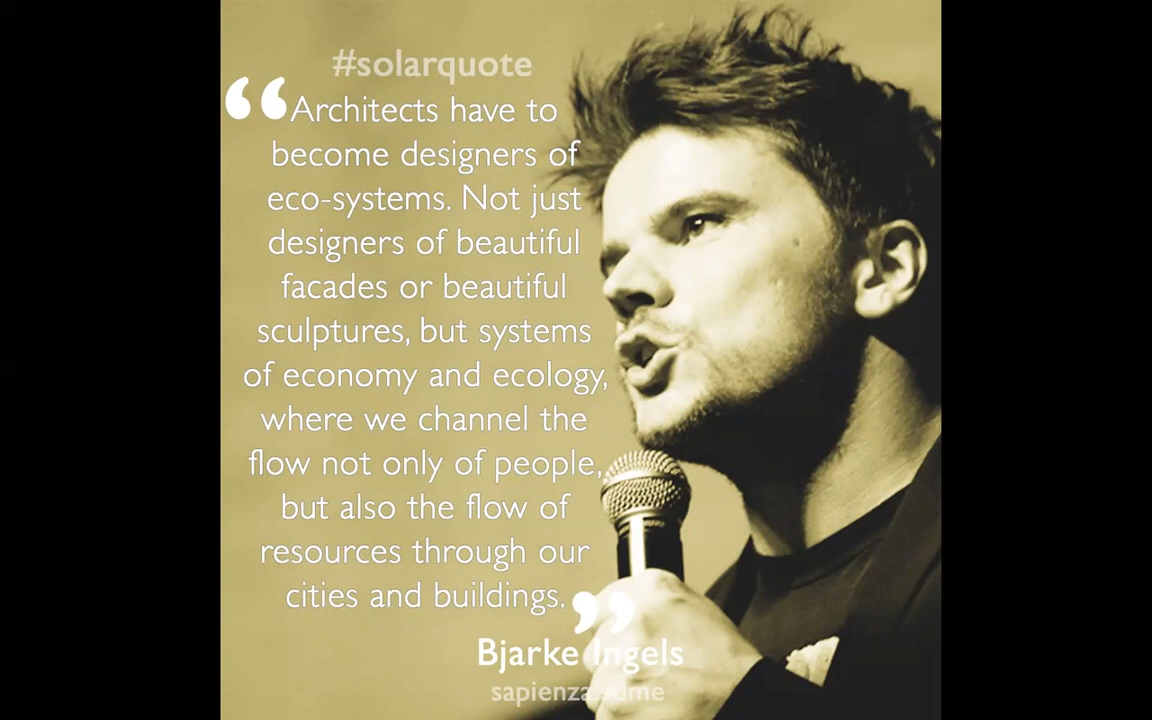 #solarquote
“Architects have to
become designers of
eco-systems. Not just
designers of beautiful
facades or beautiful
sculptures, but systems
of economy and ecology,
where we channel the
flow not only of people,
but also the flow of
resources through our
cities and buildings.”
Bjarke Ingels
sapienza.sdme